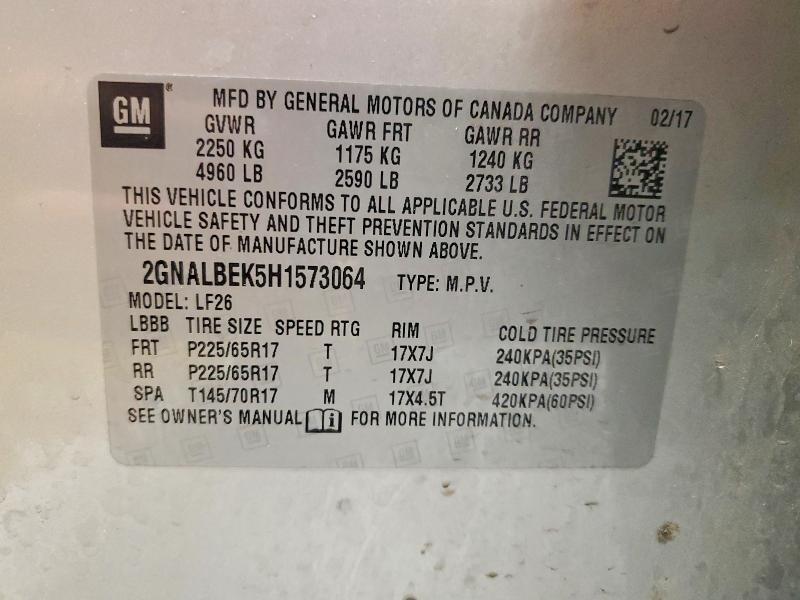 GM ® MFD BY GENERAL MOTORS OF CANADA COMPANY 02/17
GVWR GAWR FRT GAWR RR
2250 KG 1175 KG 1240 KG
4960 LB 2590 LB 2733 LB
THIS VEHICLE CONFORMS TO ALL APPLICABLE U.S. FEDERAL MOTOR
VEHICLE SAFETY AND THEFT PREVENTION STANDARDS IN EFFECT ON
THE DATE OF MANUFACTURE SHOWN ABOVE.
2GNALBEK5H1573064 TYPE: M.P.V.
MODEL: LF26
LBBB TIRE SIZE SPEED RTG RIM COLD TIRE PRESSURE
FRT P225/65R17 T 17X7J 240KPA(35PSI)
RR P225/65R17 T 17X7J 240KPA(35PSI)
SPA T145/70R17 M 17X4.5T 420KPA(60PSI)
SEE OWNER'S MANUAL i FOR MORE INFORMATION.